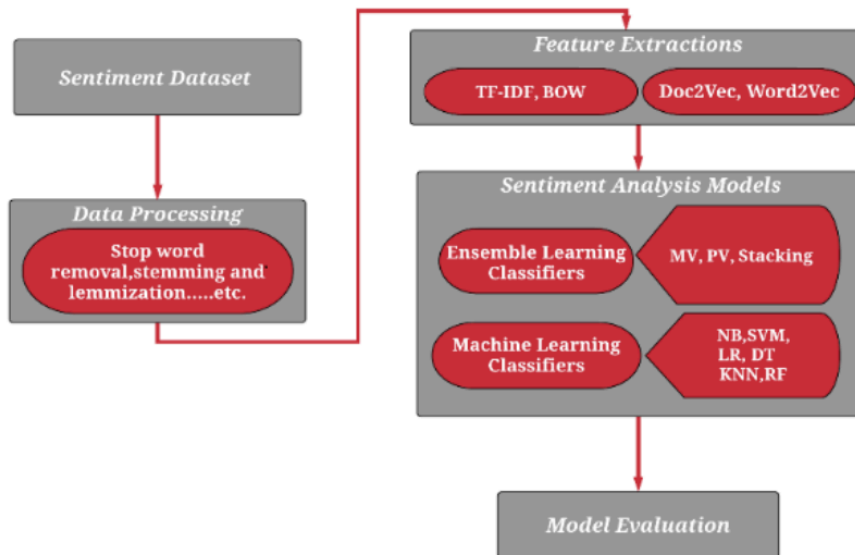 Sentiment Dataset
Data Processing
Stop word
removal,stemming and
lemmization.....etc.
Feature Extractions
TF-IDF, BOW
Doc2Vec, Word2Vec
Sentiment Analysis Models
Ensemble Learning
Classifiers
MV, PV, Stacking
Machine Learning
Classifiers
NB,SVM,
LR, DT
KNN,RF
Model Evaluation